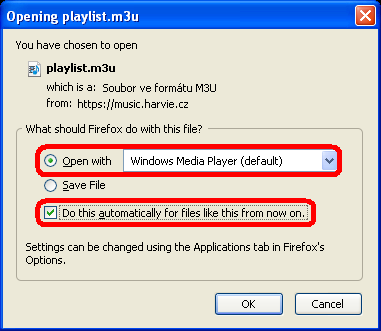 Opening playlist.m3u
You have chosen to open
playlist.m3u
which is a: Soubor ve formátu M3U
from: https://music.harvie.cz
What should Firefox do with this file?
Open with Windows Media Player (default)
Save File
Do this automatically for files like this from now on.
Settings can be changed using the Applications tab in Firefox's
Options.
OK Cancel